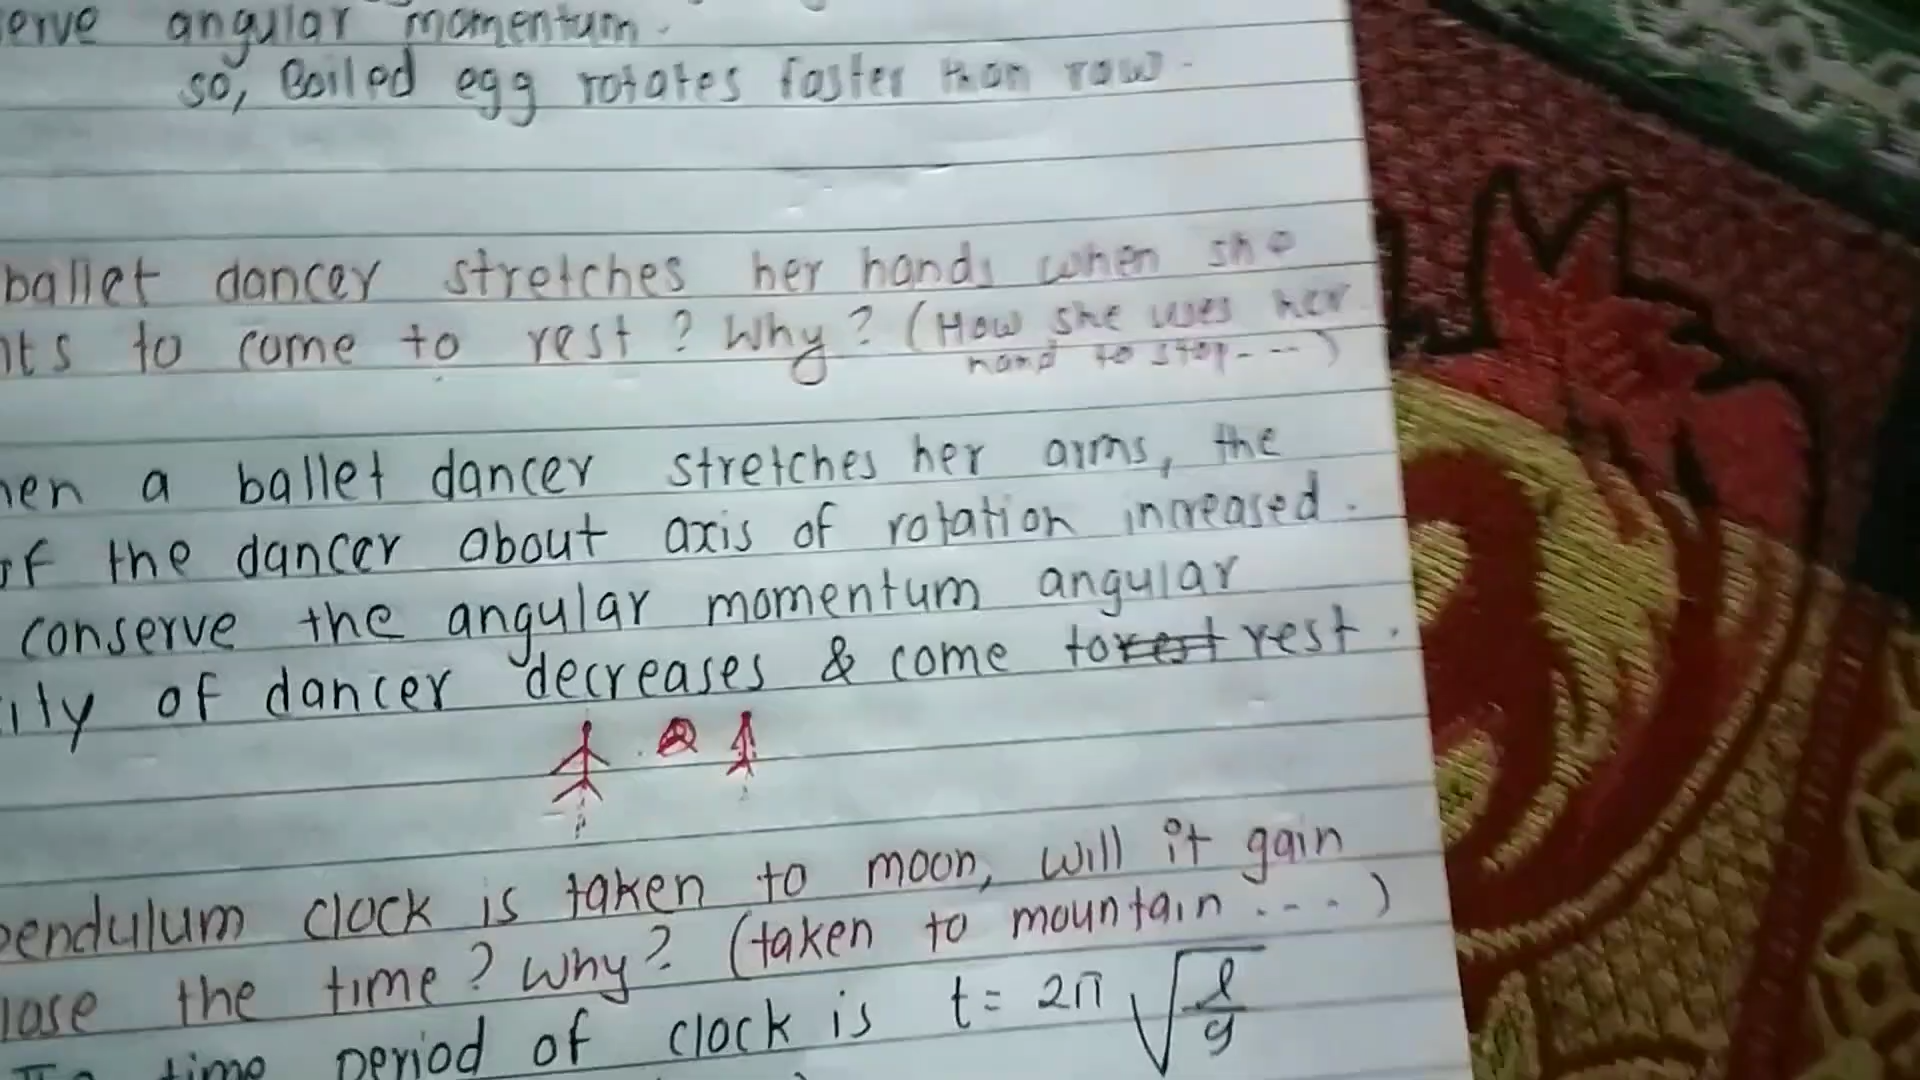 erve angular momentum.
so, Boiled egg rotates faster than raw.
ballet dancer stretches her hands when she
nts to come to rest? Why? (How she uses her
hand to stop---)
hen a ballet dancer stretches her arms, the
of the dancer about axis of rotation increased.
conserve the angular momentum angular
ity of dancer decreases & come to rest.
pendulum clock is taken to moon, will it gain
lose the time? Why? (taken to mountain ----)
time period of clock is t = 2π √(l/g)